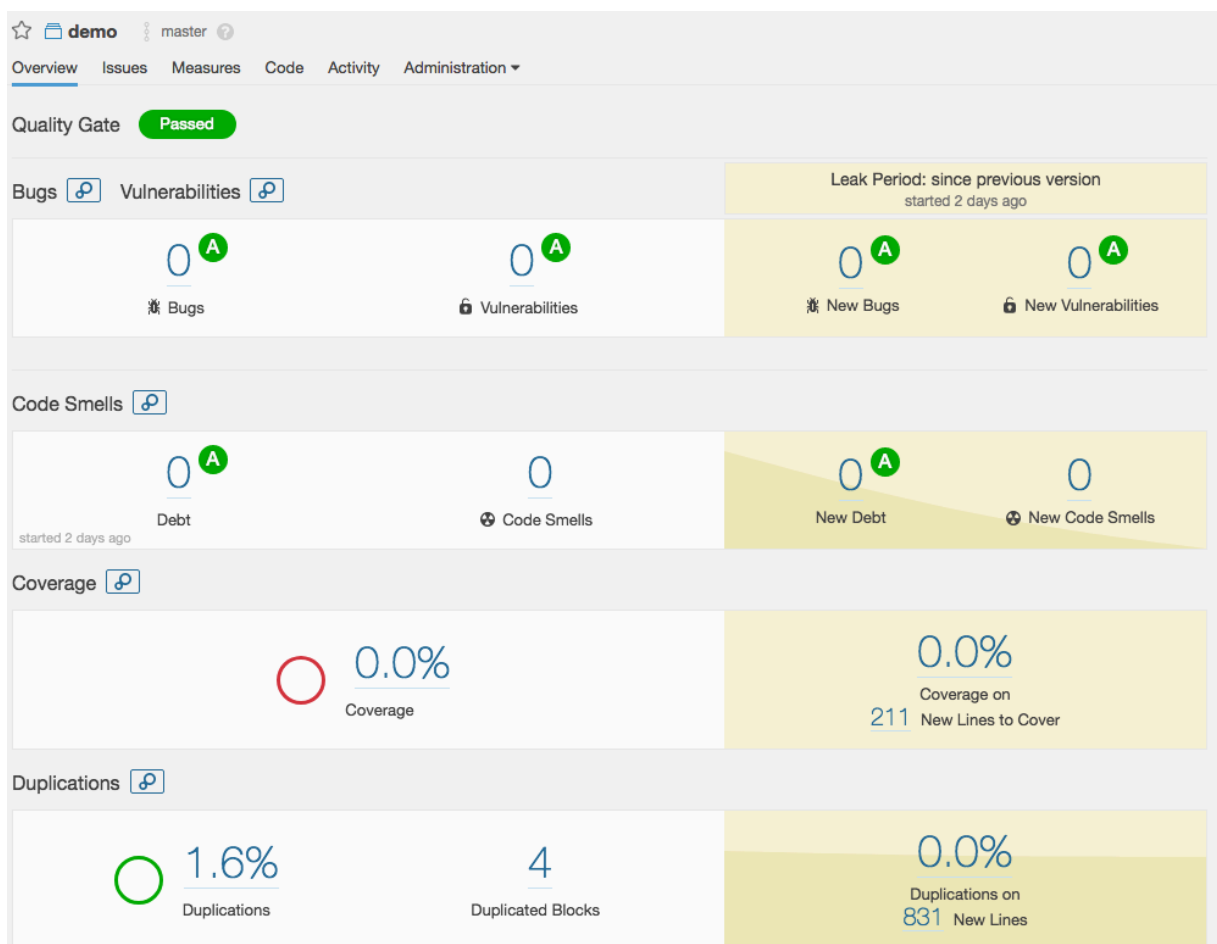 demo master ?
Overview Issues Measures Code Activity Administration
Quality Gate Passed
Bugs Vulnerabilities
Leak Period: since previous version
started 2 days ago
0 A 0 A 0 A 0 A
Bugs Vulnerabilities New Bugs New Vulnerabilities
Code Smells
0 A 0 0 A 0
Debt Code Smells New Debt New Code Smells
started 2 days ago
Coverage
0.0% 0.0%
Coverage Coverage on
211 New Lines to Cover
Duplications
1.6% 4 0.0%
Duplications Duplicated Blocks Duplications on
831 New Lines